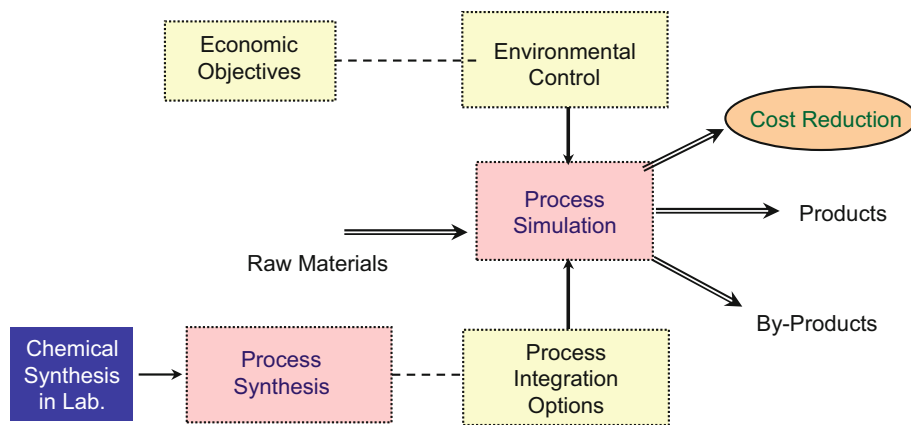 Economic
Objectives
Environmental
Control
Cost Reduction
Process
Simulation
Products
Raw Materials
By-Products
Chemical
Synthesis
in Lab.
Process
Synthesis
Process
Integration
Options